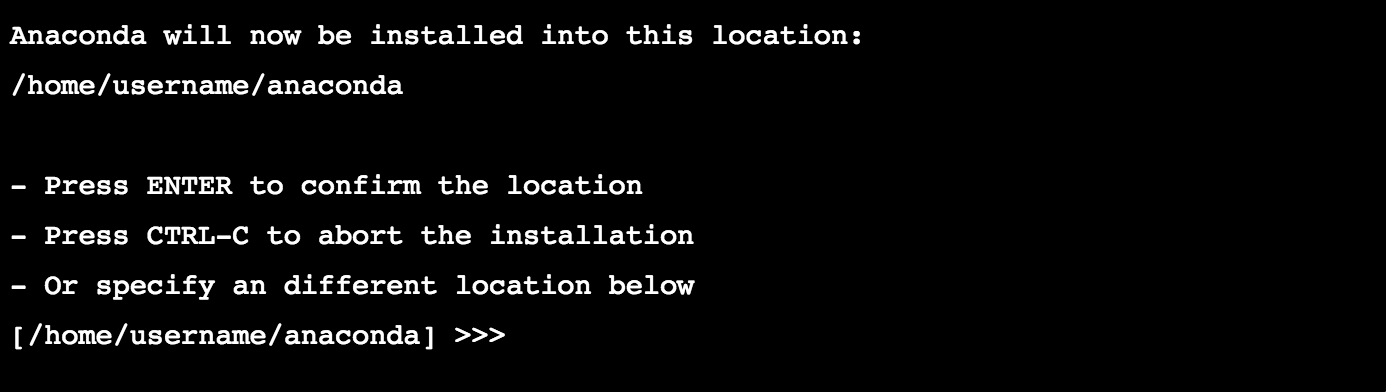 Anaconda will now be installed into this location:
/home/username/anaconda
- Press ENTER to confirm the location
- Press CTRL-C to abort the installation
- Or specify an different location below
[/home/username/anaconda] >>>